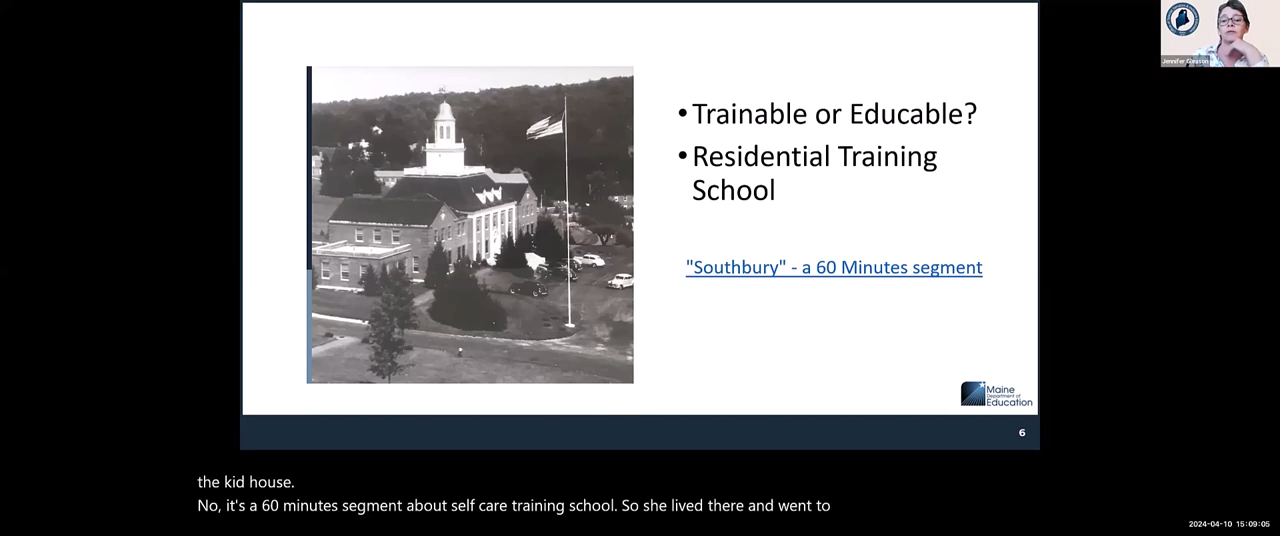 Jennifer Gleason
•Trainable or Educable?
•Residential Training
School
"Southbury" - a 60 Minutes segment
Maine
Department of
Education
6
the kid house.
No, it's a 60 minutes segment about self care training school. So she lived there and went to
2024-04-10 15:09:05